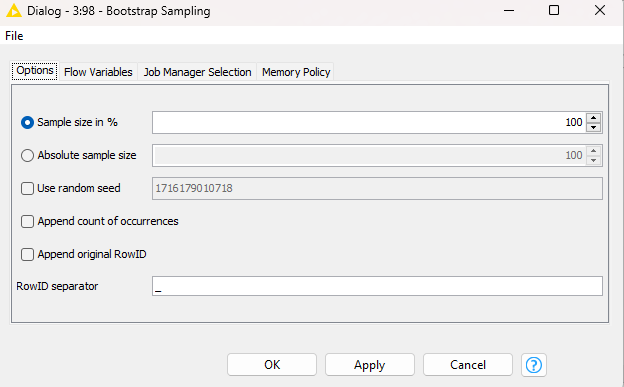 Dialog - 3:98 - Bootstrap Sampling
File
Options Flow Variables Job Manager Selection Memory Policy
Sample size in % 100
Absolute sample size 100
Use random seed 1716179010718
Append count of occurrences
Append original RowID
RowID separator _
OK Apply Cancel ?